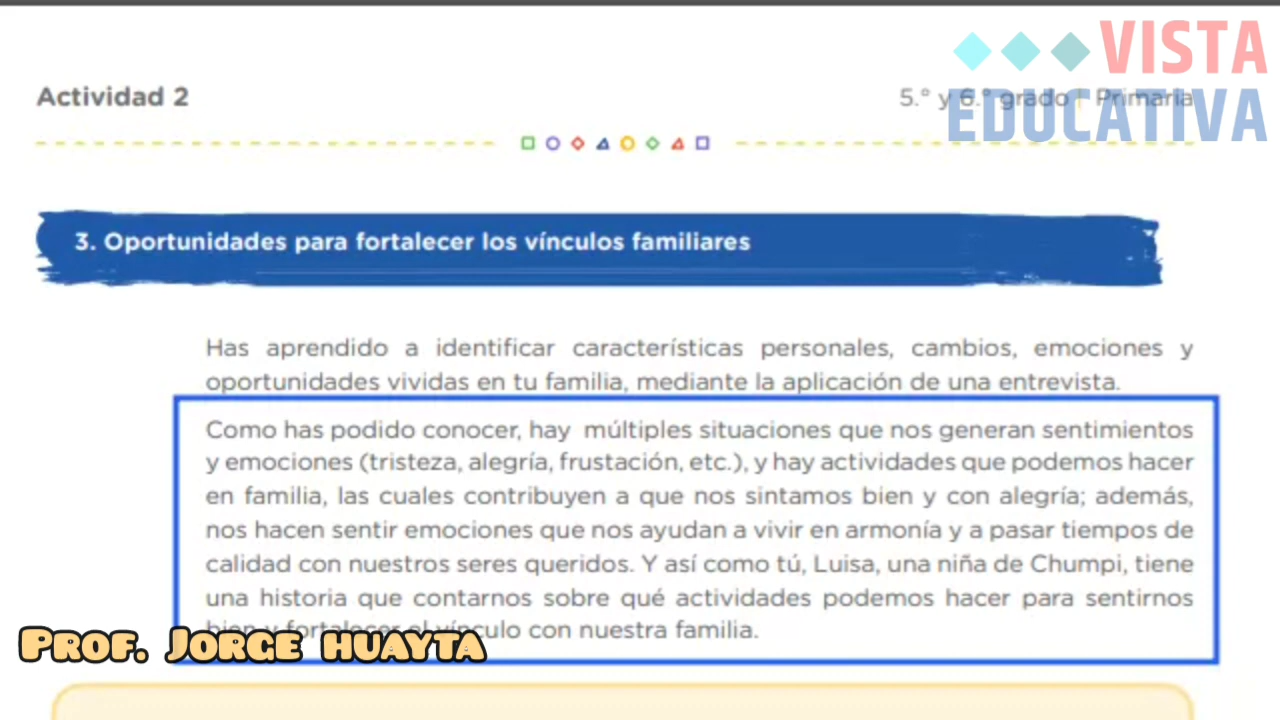 VISTA
EDUCATIVA
Actividad 2
5.° y 6.° grado | Primaria
3. Oportunidades para fortalecer los vínculos familiares
Has aprendido a identificar características personales, cambios, emociones y
oportunidades vividas en tu familia, mediante la aplicación de una entrevista.
Como has podido conocer, hay múltiples situaciones que nos generan sentimientos
y emociones (tristeza, alegría, frustación, etc.), y hay actividades que podemos hacer
en familia, las cuales contribuyen a que nos sintamos bien y con alegría; además,
nos hacen sentir emociones que nos ayudan a vivir en armonía y a pasar tiempos de
calidad con nuestros seres queridos. Y así como tú, Luisa, una niña de Chumpi, tiene
una historia que contarnos sobre qué actividades podemos hacer para sentirnos
bien y fortalecer el vínculo con nuestra familia.
PROF. JORGE HUAYTA